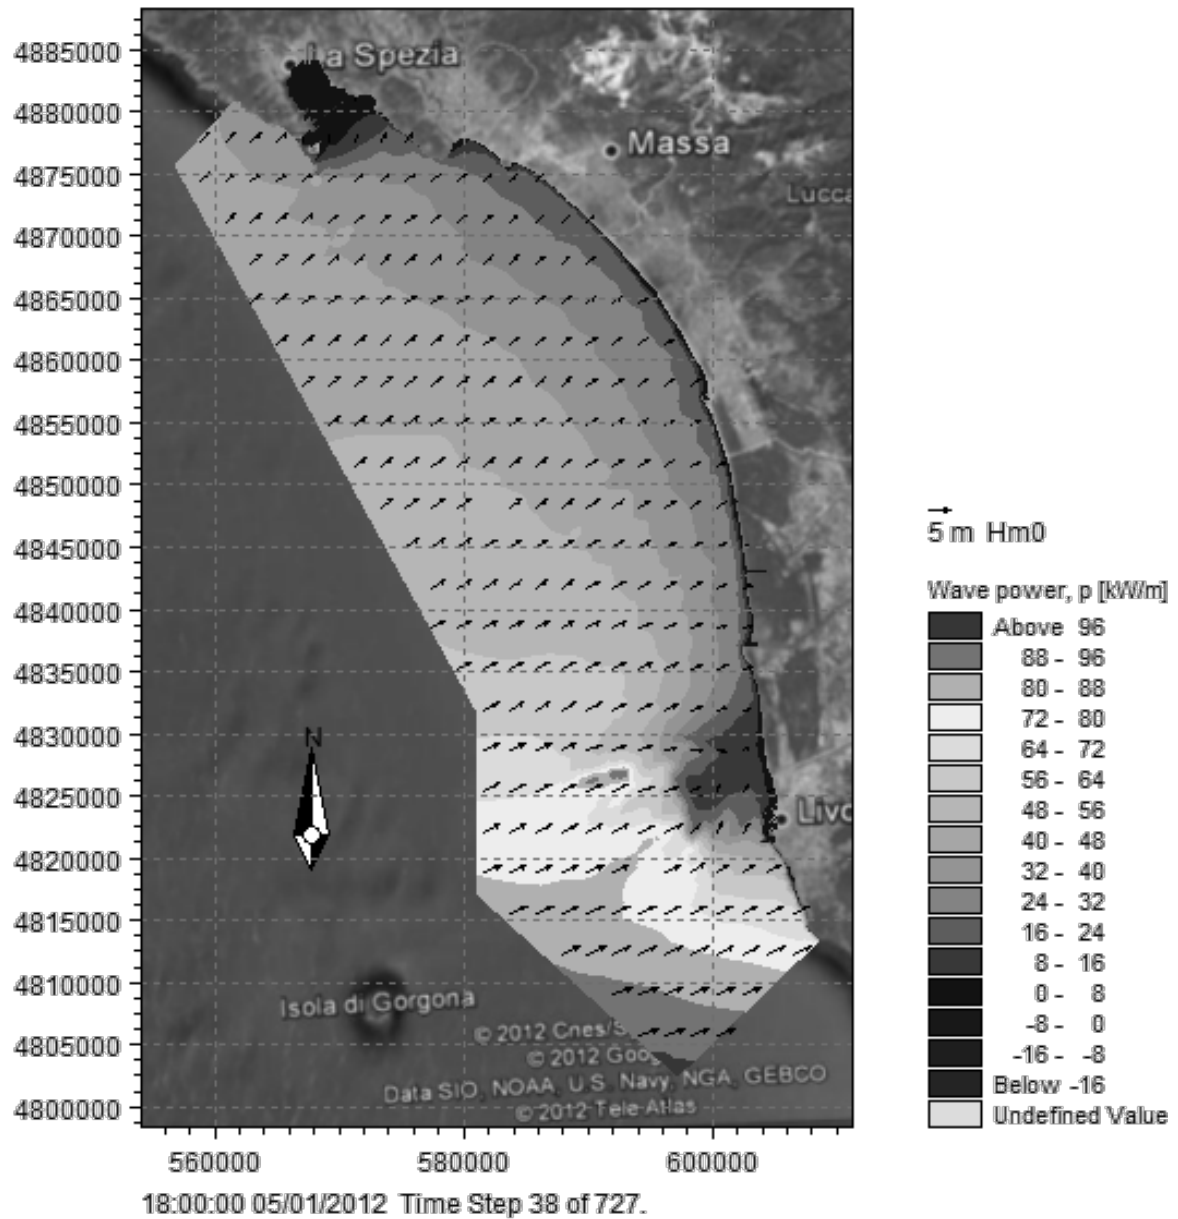 4885000
4880000
4875000
4870000
4865000
4860000
4855000
4850000
4845000
4840000
4835000
4830000
4825000
4820000
4815000
4810000
4805000
4800000
560000
580000
600000
La Spezia
Massa
Lucca
N
Livo
Isola di Gorgona
© 2012 Cnes/S
© 2012 Goog
Data SIO, NOAA, U.S. Navy, NGA, GEBCO
© 2012 Tele Atlas
5 m Hm0
Wave power, p [kW/m]
Above 96
88 - 96
80 - 88
72 - 80
64 - 72
56 - 64
48 - 56
40 - 48
32 - 40
24 - 32
16 - 24
8 - 16
0 - 8
-8 - 0
-16 - -8
Below -16
Undefined Value
18:00:00 05/01/2012 Time Step 38 of 727.